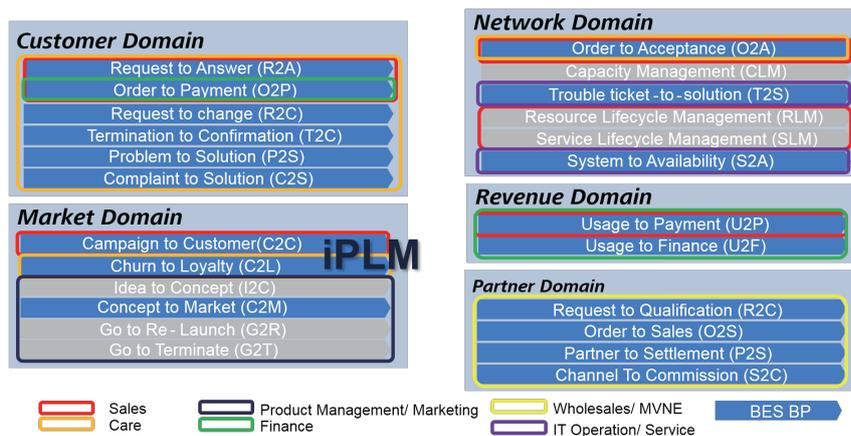 Customer Domain
Request to Answer (R2A)
Order to Payment (O2P)
Request to change (R2C)
Termination to Confirmation (T2C)
Problem to Solution (P2S)
Complaint to Solution (C2S)
Market Domain
Campaign to Customer(C2C)
iPLM
Churn to Loyalty (C2L)
Idea to Concept (I2C)
Concept to Market (C2M)
Go to Re-Launch (G2R)
Go to Terminate (G2T)
Network Domain
Order to Acceptance (O2A)
Capacity Management (CLM)
Trouble ticket-to-solution (T2S)
Resource Lifecycle Management (RLM)
Service Lifecycle Management (SLM)
System to Availability (S2A)
Revenue Domain
Usage to Payment (U2P)
Usage to Finance (U2F)
Partner Domain
Request to Qualification (R2C)
Order to Sales (O2S)
Partner to Settlement (P2S)
Channel To Commission (S2C)
Sales
Care
Product Management/ Marketing
Finance
Wholesales/ MVNE
IT Operation/ Service
BES BP